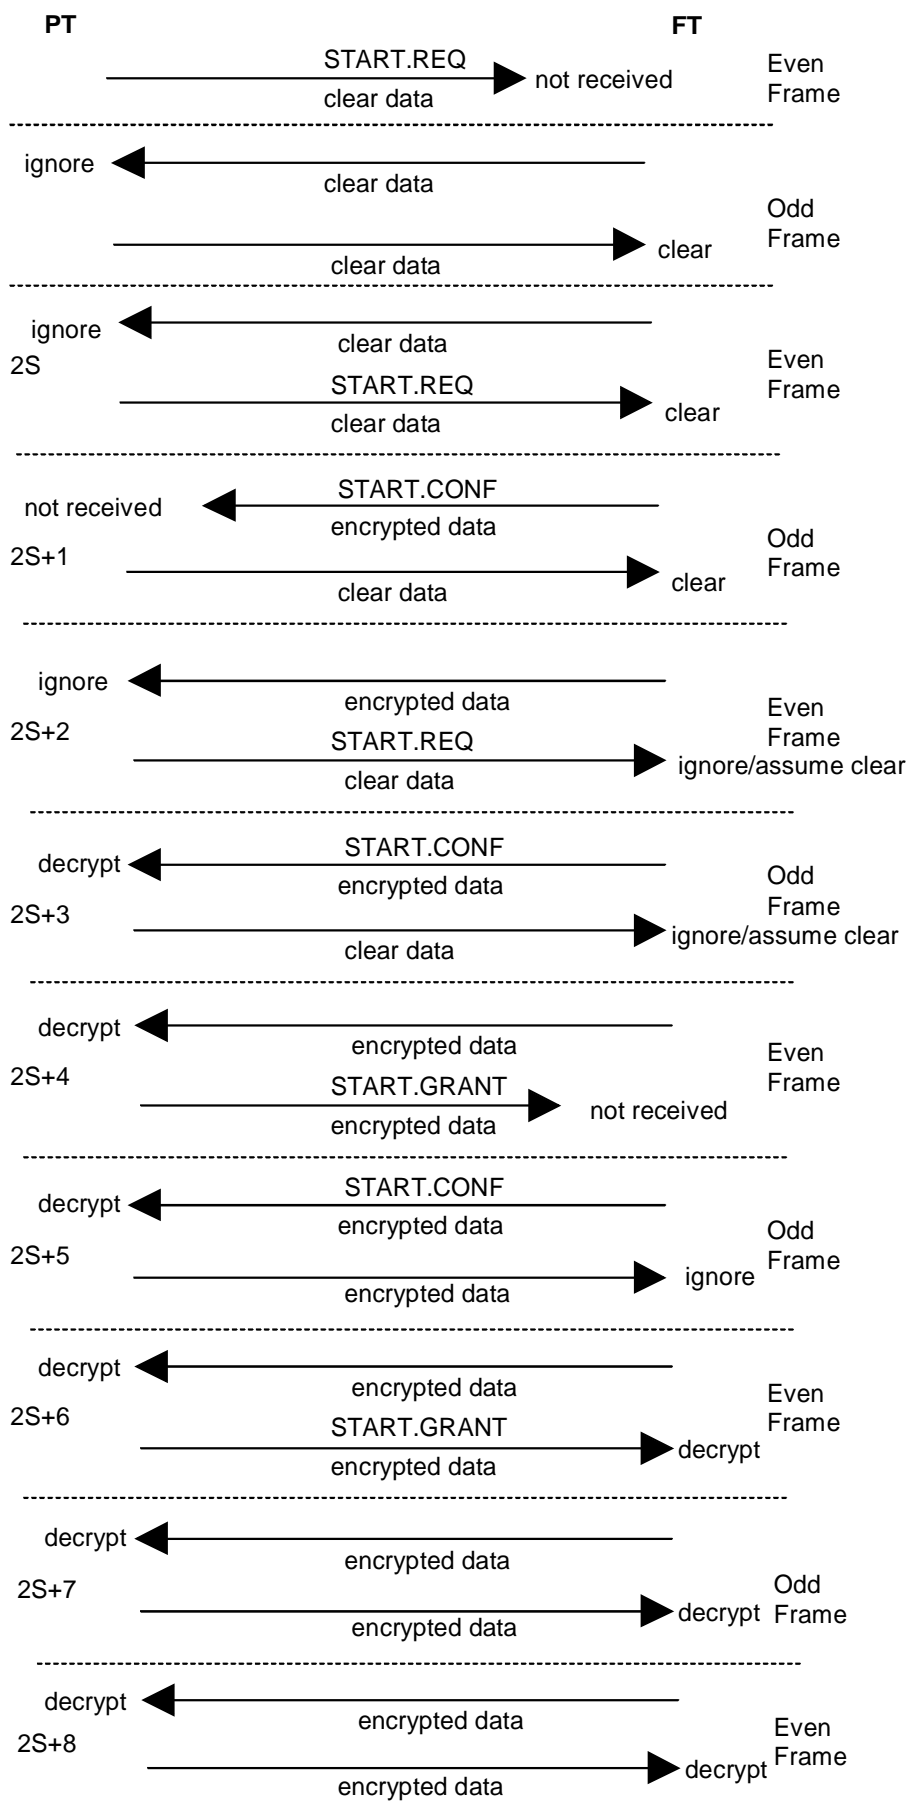 PT
FT
START.REQ
clear data
not received
Even
Frame
ignore
clear data
Odd
Frame
clear data
clear
ignore
clear data
2S
START.REQ
clear data
clear
Even
Frame
START.CONF
not received
encrypted data
2S+1
clear data
clear
Odd
Frame
ignore
encrypted data
2S+2
START.REQ
clear data
Even
Frame
ignore/assume clear
START.CONF
decrypt
encrypted data
2S+3
clear data
Odd
Frame
ignore/assume clear
decrypt
encrypted data
2S+4
START.GRANT
encrypted data
not received
Even
Frame
START.CONF
decrypt
encrypted data
2S+5
encrypted data
ignore
Odd
Frame
decrypt
encrypted data
2S+6
START.GRANT
encrypted data
decrypt
Even
Frame
decrypt
encrypted data
2S+7
encrypted data
decrypt
Odd
Frame
decrypt
encrypted data
2S+8
encrypted data
decrypt
Even
Frame